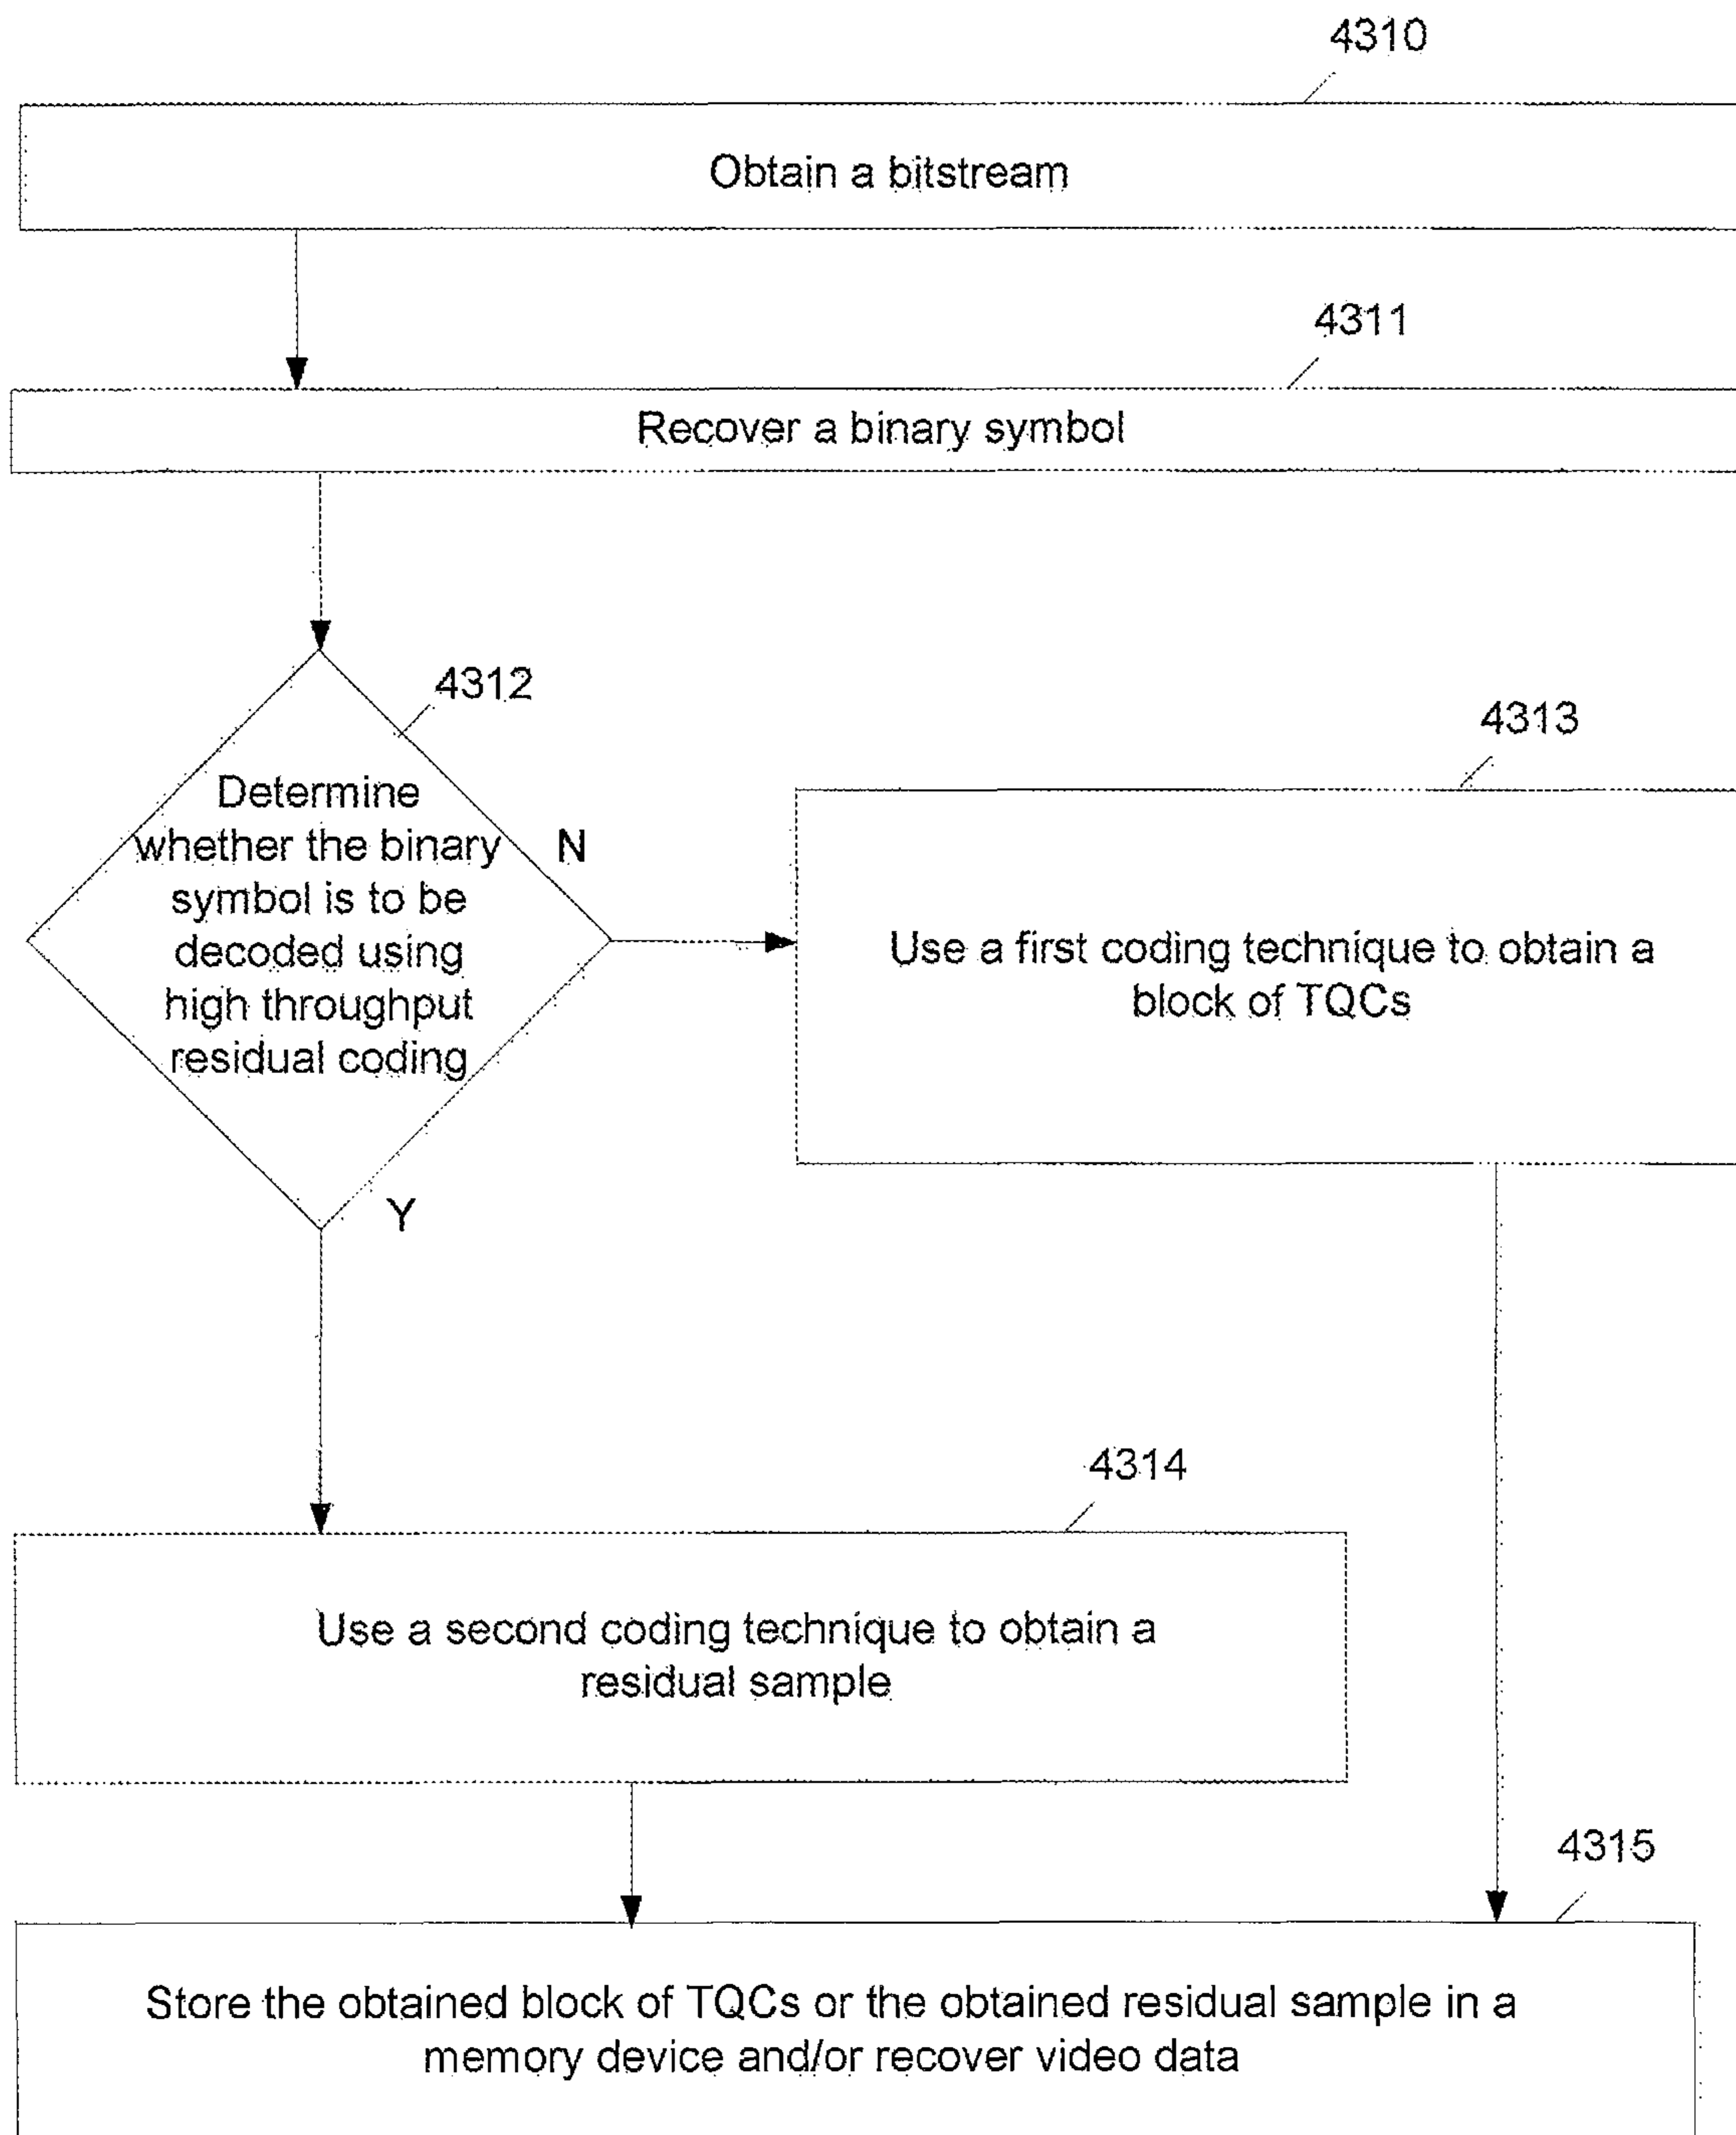 4310
Obtain a bitstream
4311
Recover a binary symbol
4312
Determine
whether the binary
symbol is to be
decoded using
high throughput
residual coding
N
Y
4313
Use a first coding technique to obtain a
block of TQCs
4314
Use a second coding technique to obtain a
residual sample
4315
Store the obtained block of TQCs or the obtained residual sample in a
memory device and/or recover video data